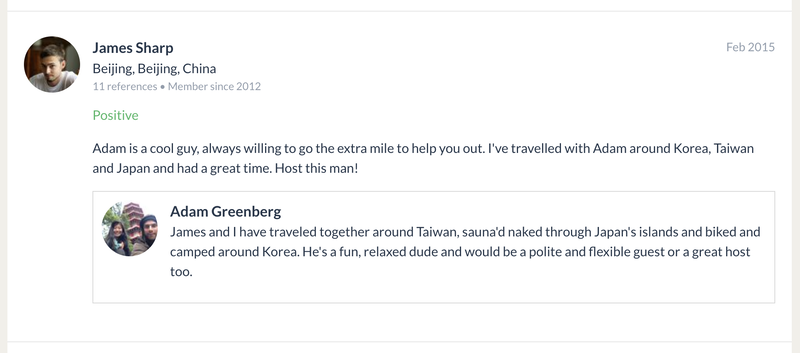 James Sharp
Feb 2015
Beijing, Beijing, China
11 references • Member since 2012
Positive
Adam is a cool guy, always willing to go the extra mile to help you out. I've travelled with Adam around Korea, Taiwan
and Japan and had a great time. Host this man!
Adam Greenberg
James and I have traveled together around Taiwan, sauna'd naked through Japan's islands and biked and
camped around Korea. He's a fun, relaxed dude and would be a polite and flexible guest or a great host
too.